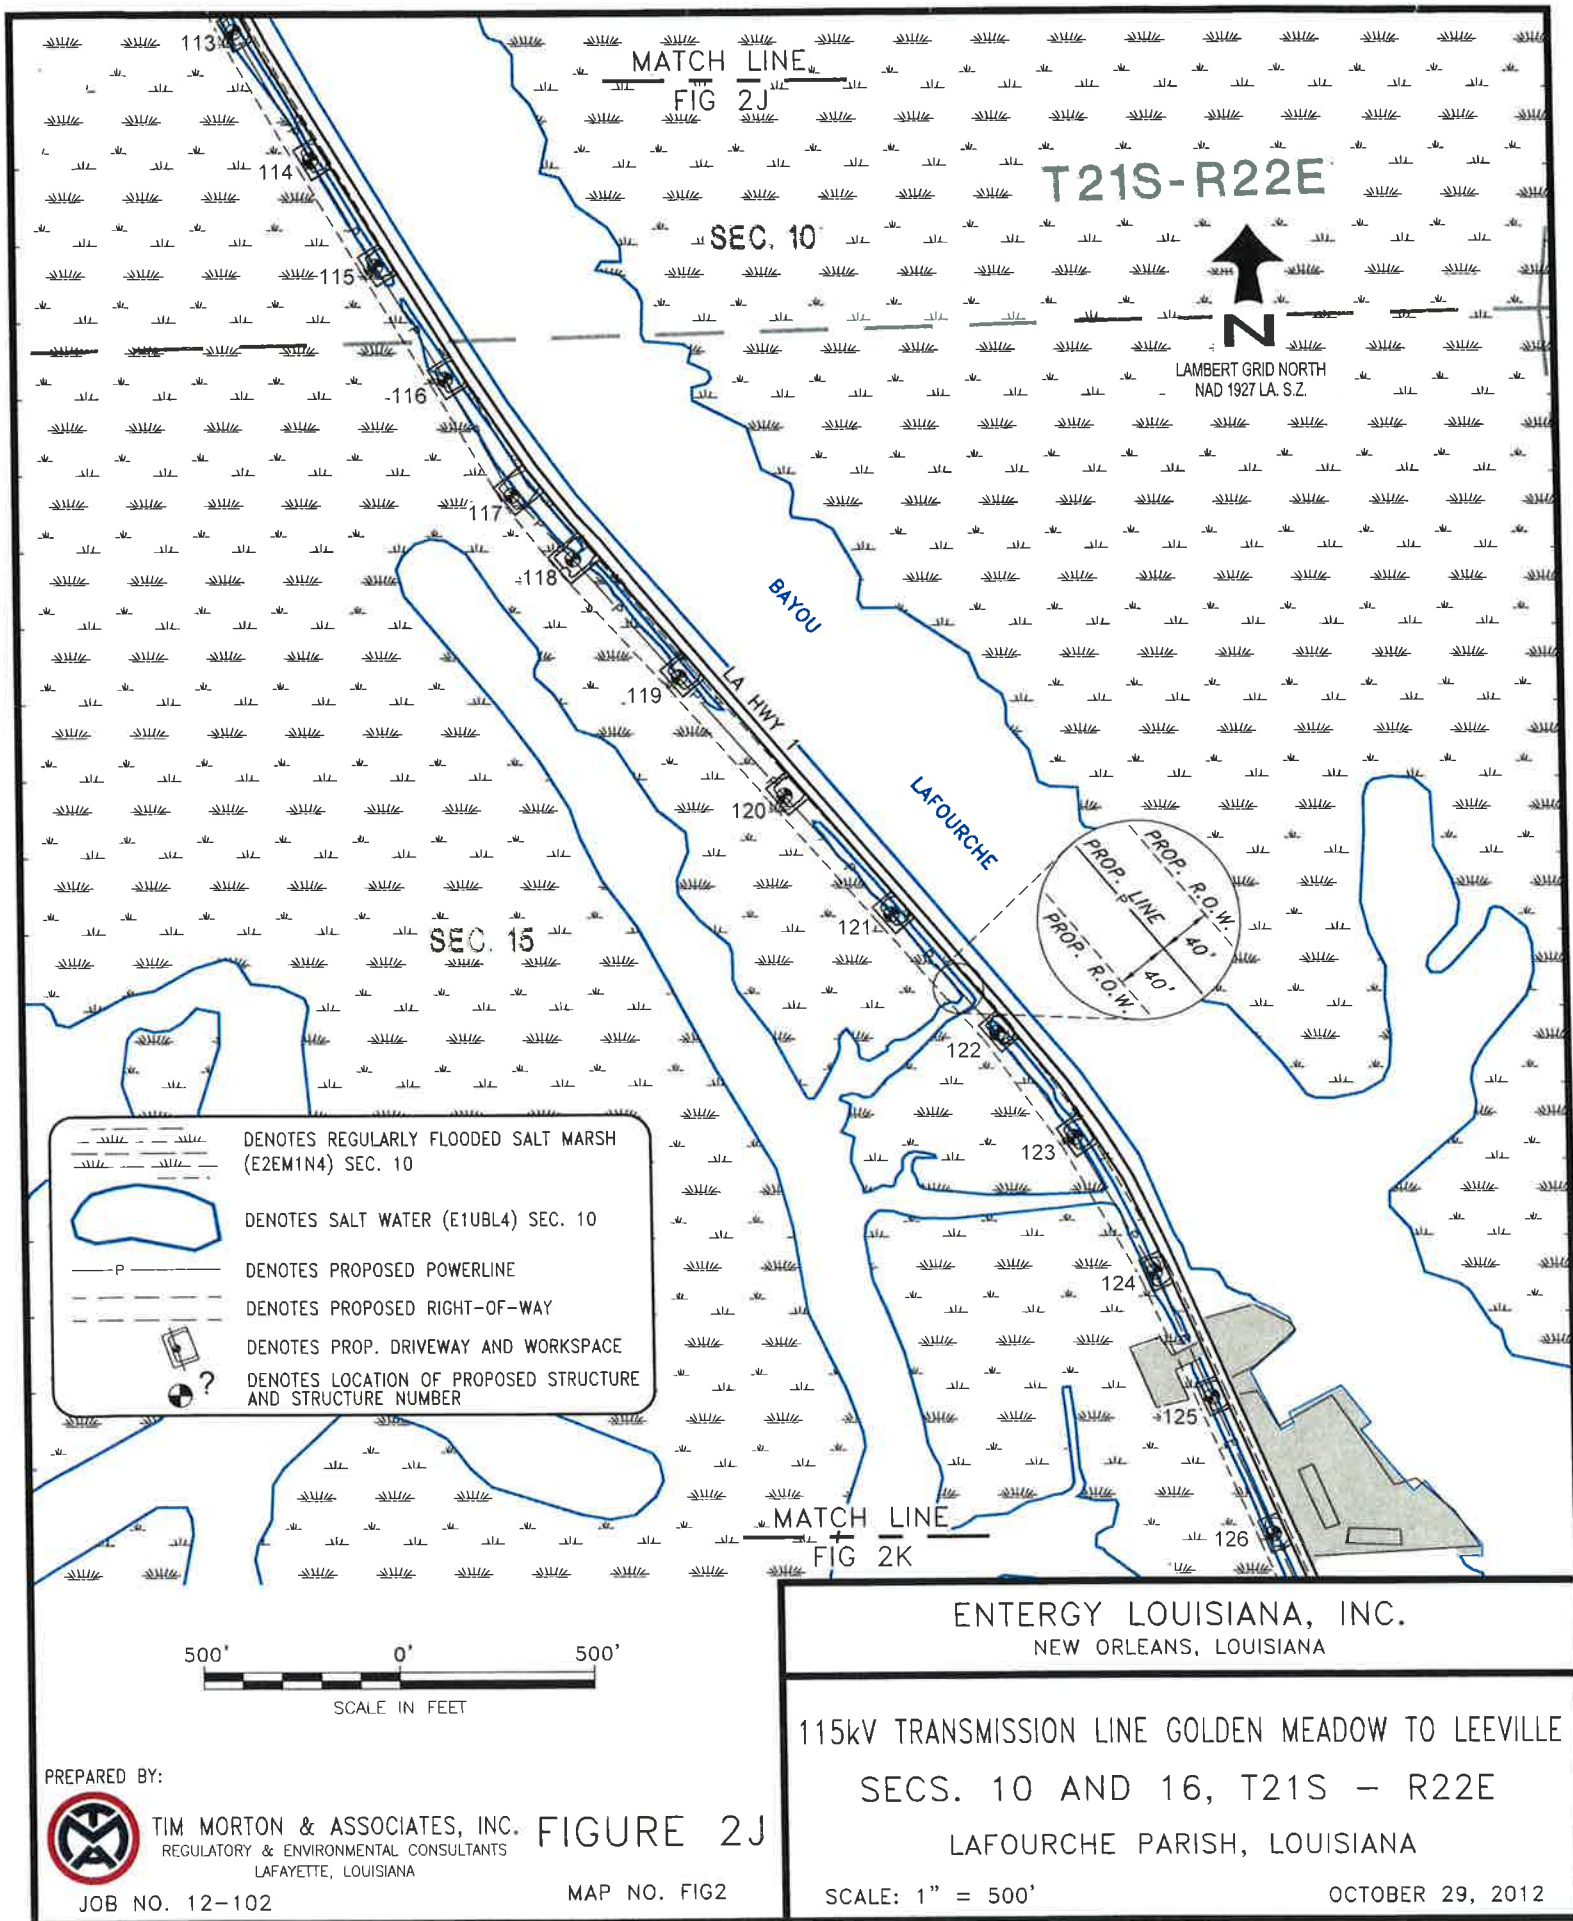 113
MATCH LINE
FIG 2J
114
T21S-R22E
SEC. 10
115
N
LAMBERT GRID NORTH
NAD 1927 LA. S.Z.
116
117
118
BAYOU
119
LA HWY 1
LAFOURCHE
120
PROP. R.O.W.
PROP. LINE
P
40'
40'
PROP. R.O.W.
121
SEC. 15
122
123
124
125
126
DENOTES REGULARLY FLOODED SALT MARSH
(E2EM1N4) SEC. 10
DENOTES SALT WATER (E1UBL4) SEC. 10
P
DENOTES PROPOSED POWERLINE
DENOTES PROPOSED RIGHT-OF-WAY
DENOTES PROP. DRIVEWAY AND WORKSPACE
?
DENOTES LOCATION OF PROPOSED STRUCTURE
AND STRUCTURE NUMBER
MATCH LINE
FIG 2K
500' 0' 500'
SCALE IN FEET
ENTERGY LOUISIANA, INC.
NEW ORLEANS, LOUISIANA
115kV TRANSMISSION LINE GOLDEN MEADOW TO LEEVILLE
SECS. 10 AND 16, T21S - R22E
LAFOURCHE PARISH, LOUISIANA
SCALE: 1" = 500' OCTOBER 29, 2012
PREPARED BY:
TMA
TIM MORTON & ASSOCIATES, INC.
REGULATORY & ENVIRONMENTAL CONSULTANTS
LAFAYETTE, LOUISIANA
FIGURE 2J
JOB NO. 12-102
MAP NO. FIG2